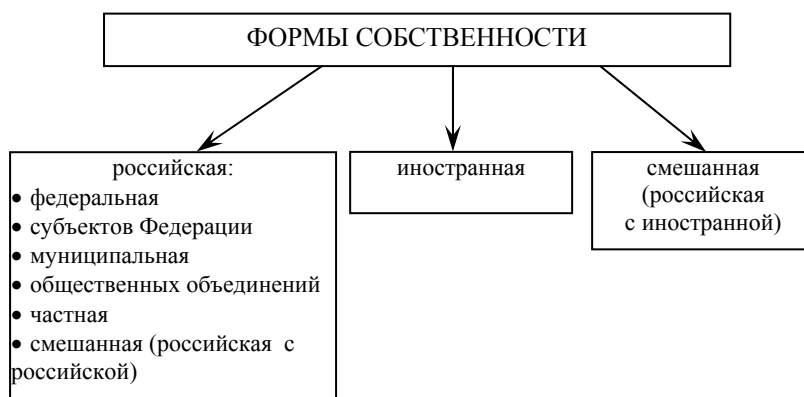 ФОРМЫ СОБСТВЕННОСТИ
российская:
• федеральная
• субъектов Федерации
• муниципальная
• общественных объединений
• частная
• смешанная (российская с
российской)
иностранная
смешанная
(российская
с иностранной)